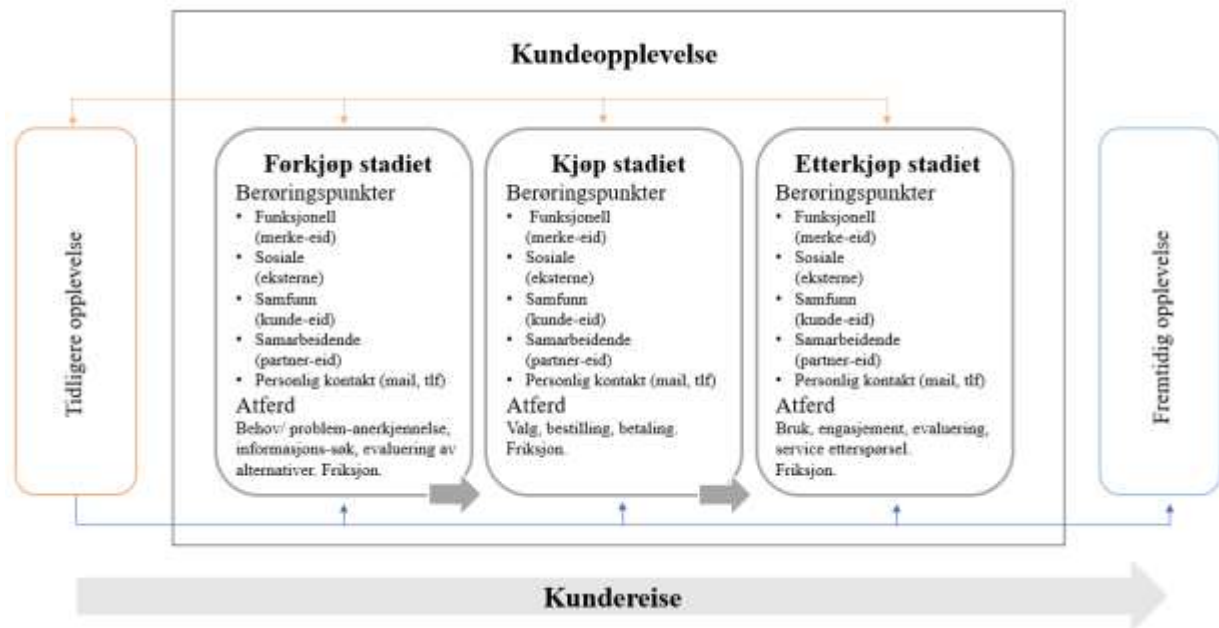 Kundeopplevelse
Tidligere opplevelse
Førkjøp stadiet
Berøringspunkter
• Funksjonell
(merke-eid)
• Sosiale
(eksterne)
• Samfunn
(kunde-eid)
• Samarbeidende
(partner-eid)
• Personlig kontakt (mail, tlf)
Atferd
Behov/ problem-anerkjennelse,
informasjons-søk, evaluering av
alternativer. Friksjon.
Kjøp stadiet
Berøringspunkter
• Funksjonell
(merke-eid)
• Sosiale
(eksterne)
• Samfunn
(kunde-eid)
• Samarbeidende
(partner-eid)
• Personlig kontakt (mail, tlf)
Atferd
Valg, bestilling, betaling.
Friksjon.
Etterkjøp stadiet
Berøringspunkter
• Funksjonell
(merke-eid)
• Sosiale
(eksterne)
• Samfunn
(kunde-eid)
• Samarbeidende
(partner-eid)
• Personlig kontakt (mail, tlf)
Atferd
Bruk, engasjement, evaluering,
service etterspørsel.
Friksjon.
Fremtidig opplevelse
Kundereise